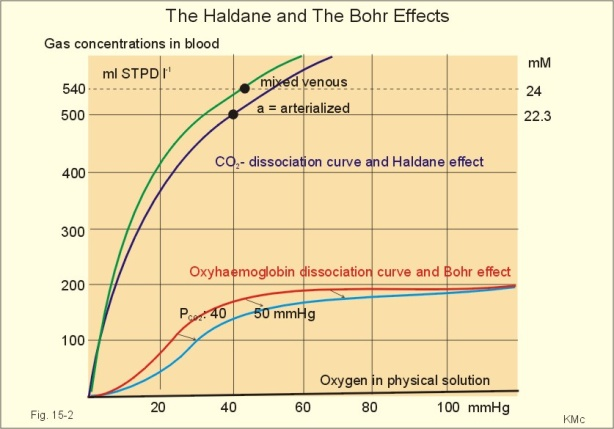 The Haldane and The Bohr Effects
Gas concentrations in blood
ml STPD l⁻¹
mM
mixed venous
540
24
a = arterialized
500
22.3
CO₂- dissociation curve and Haldane effect
400
300
Oxyhaemoglobin dissociation curve and Bohr effect
200
P CO₂: 40 50 mmHg
100
Oxygen in physical solution
20 40 60 80 100 mmHg
Fig. 15-2
KMc